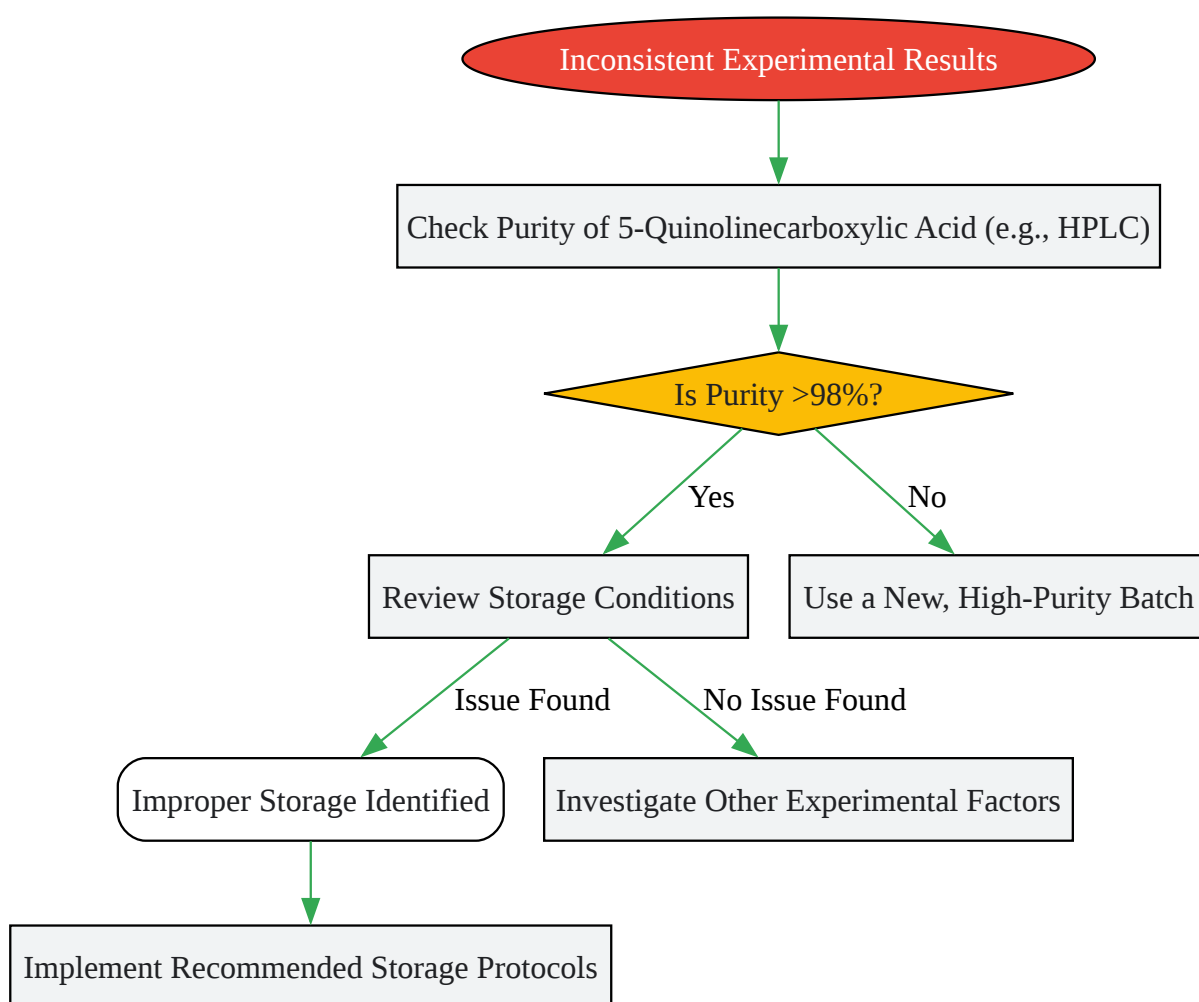 Inconsistent Experimental Results
Check Purity of 5-Quinolinecarboxylic Acid (e.g., HPLC)
Is Purity >98%?
Yes
No
Review Storage Conditions
Use a New, High-Purity Batch
Issue Found
No Issue Found
Improper Storage Identified
Investigate Other Experimental Factors
Implement Recommended Storage Protocols